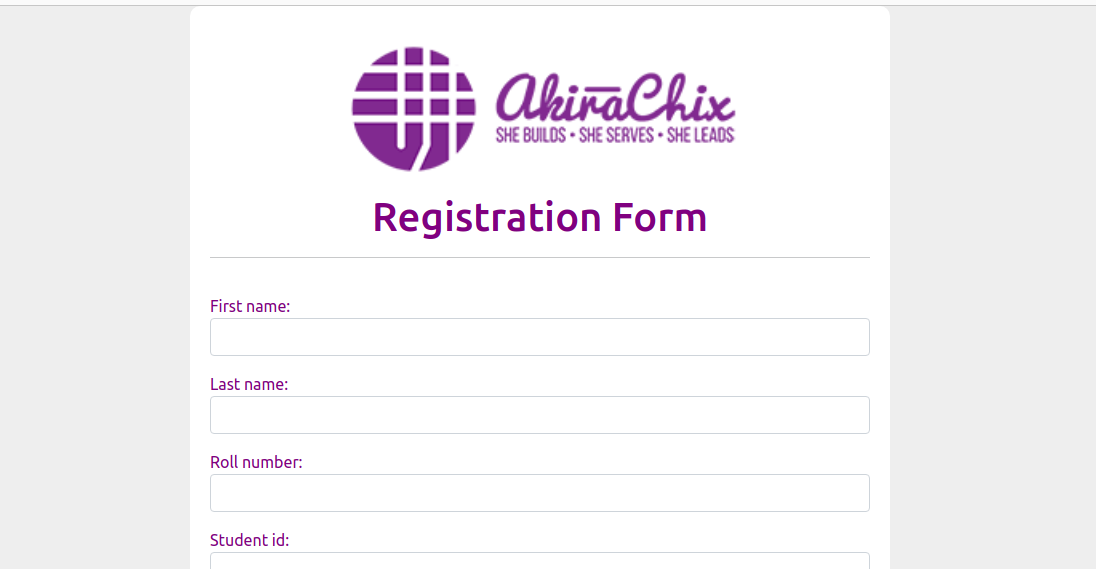 AkiraChix
SHE BUILDS • SHE SERVES • SHE LEADS
Registration Form
First name:
Last name:
Roll number:
Student id: